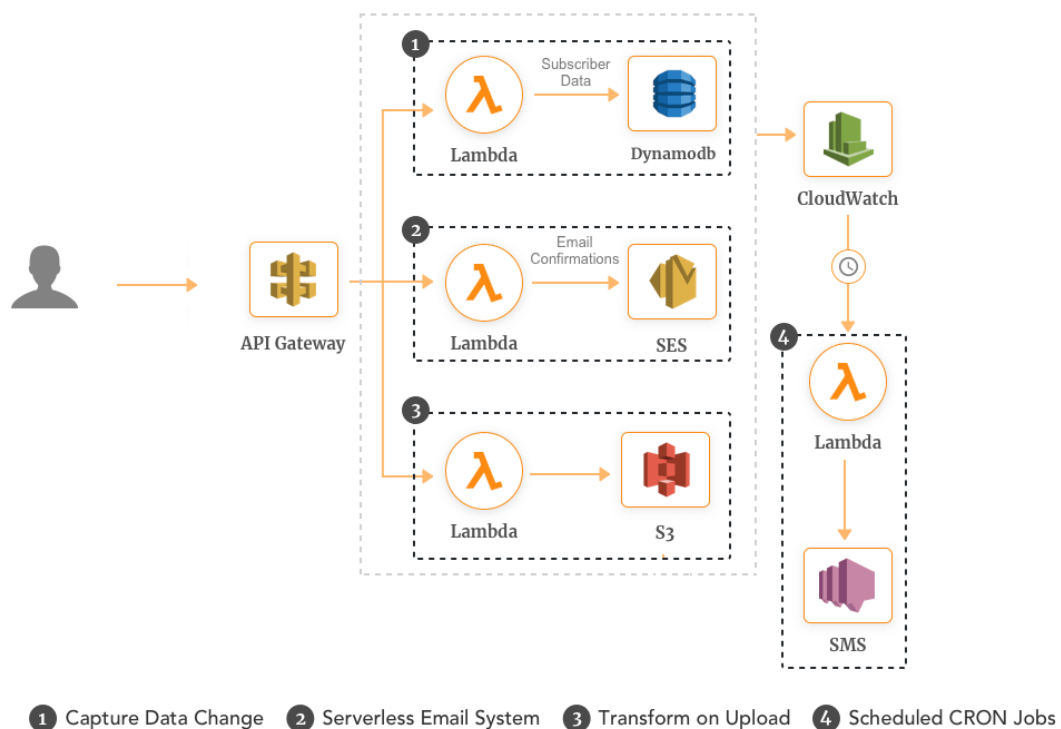 1
Subscriber
Data
Lambda
Dynamodb
CloudWatch
2
Email
Confirmations
API Gateway
Lambda
SES
4
Lambda
3
Lambda
S3
SMS
1 Capture Data Change 2 Serverless Email System 3 Transform on Upload 4 Scheduled CRON Jobs